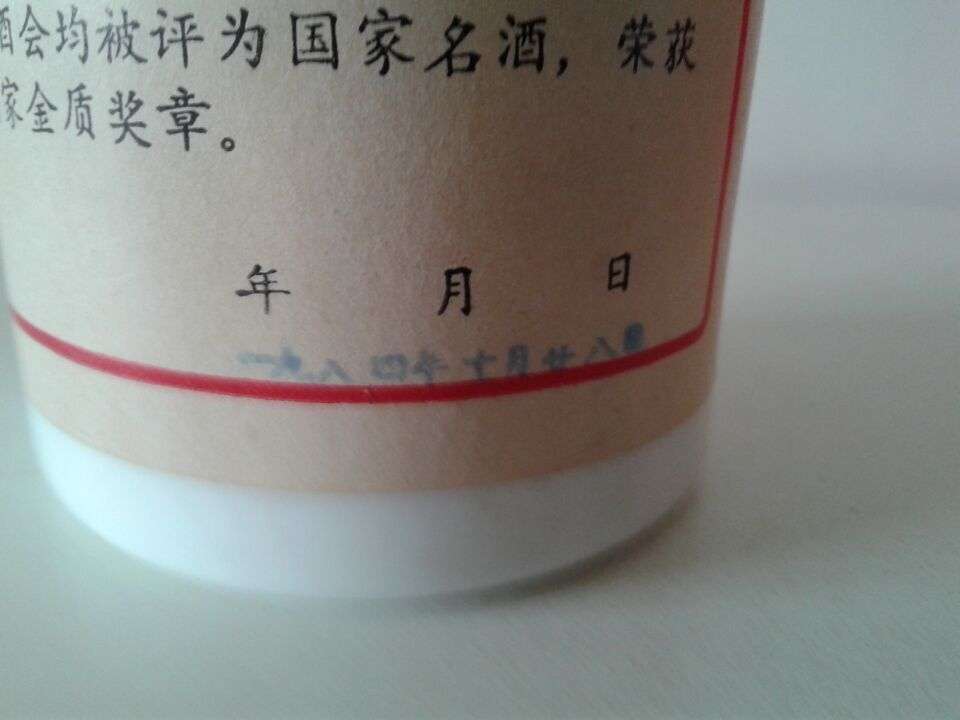 酒会均被评为国家名酒，荣获
家金质奖章。
年 月 日
一九八四年十月廿八日